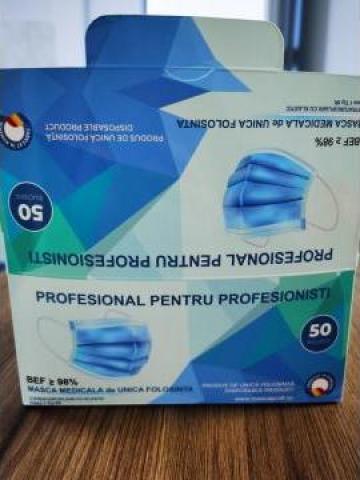 PRODUS DE UNICA FOLOSINTA
DISPOSABLE PRODUCT
MASCA MEDICALA de UNICA FOLOSINTA
BEF ≥ 98%
50
PROFESIONAL PENTRU PROFESIONISTI
PROFESIONAL PENTRU PROFESIONISTI
50
BEF ≥ 98%
MASCA MEDICALA de UNICA FOLOSINTA
PRODUS DE UNICA FOLOSINTA
DISPOSABLE PRODUCT